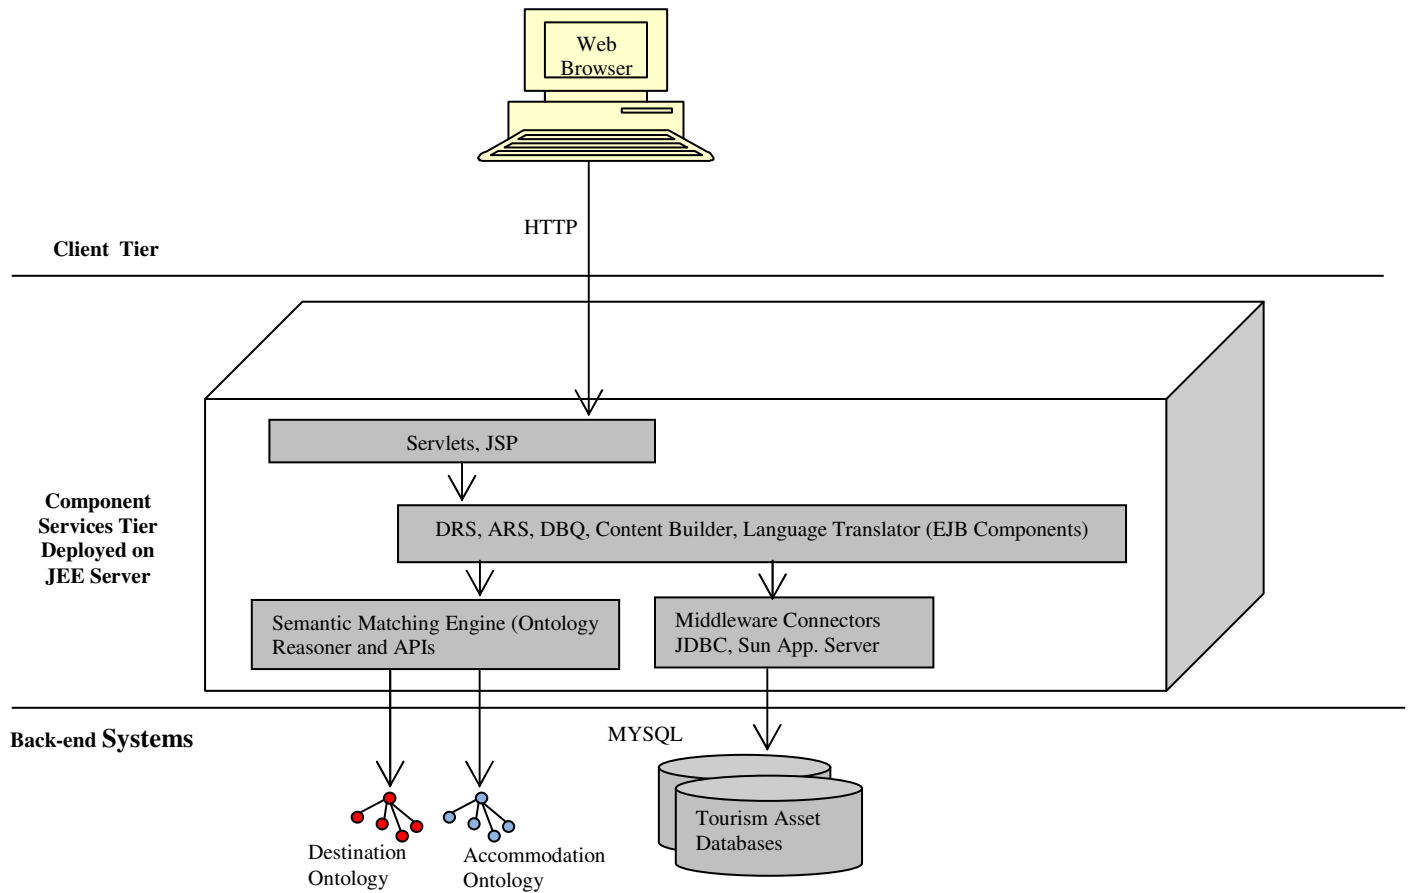 Web
Browser
HTTP
Client Tier
Servlets, JSP
Component
Services Tier
Deployed on
JEE Server
DRS, ARS, DBQ, Content Builder, Language Translator (EJB Components)
Semantic Matching Engine (Ontology
Reasoner and APIs
Middleware Connectors
JDBC, Sun App. Server
Back-end Systems
MYSQL
Tourism Asset
Databases
Destination
Ontology
Accommodation
Ontology